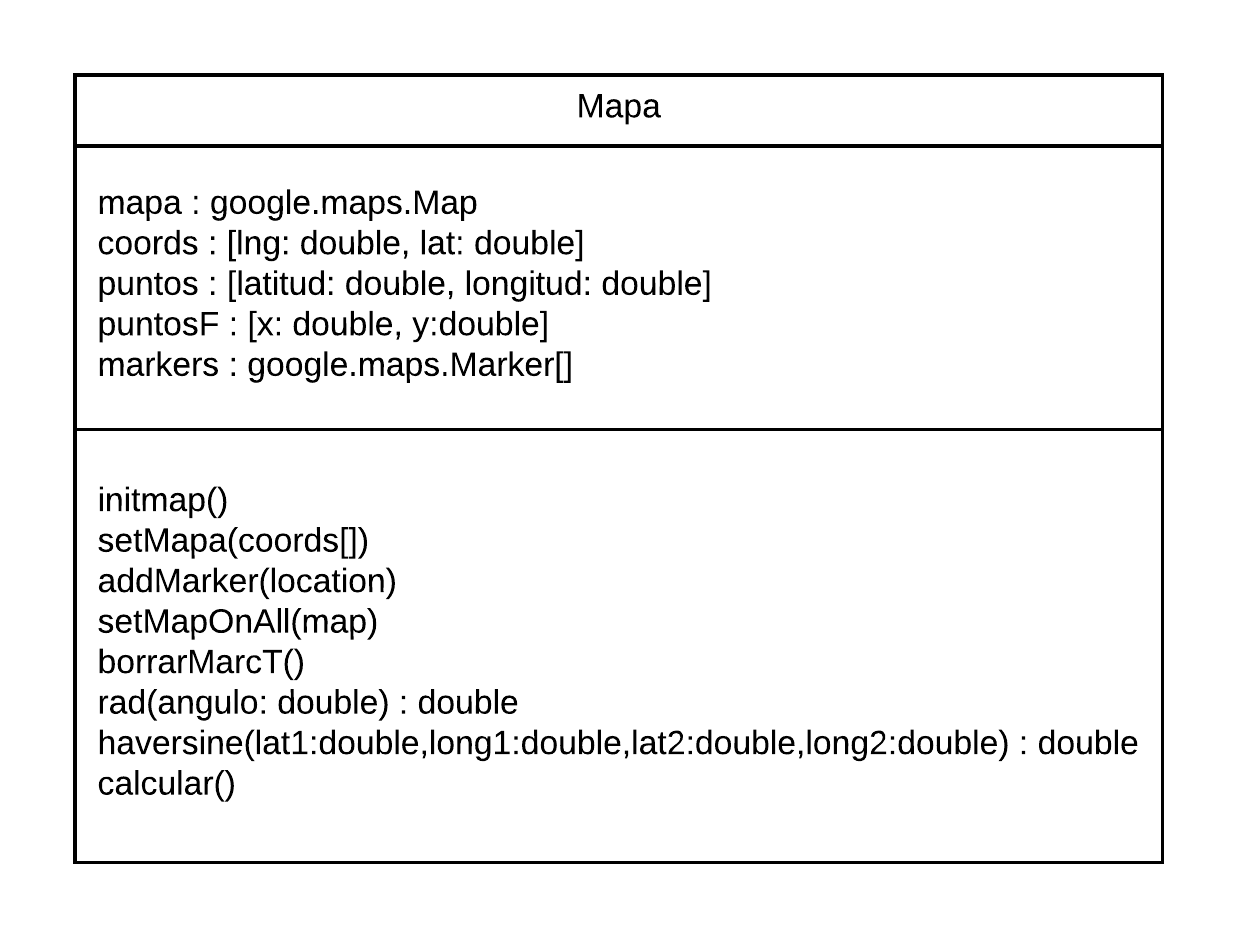 Mapa
mapa : google.maps.Map
coords : [lng: double, lat: double]
puntos : [latitud: double, longitud: double]
puntosF : [x: double, y:double]
markers : google.maps.Marker[]
initmap()
setMapa(coords[])
addMarker(location)
setMapOnAll(map)
borrarMarcT()
rad(angulo: double) : double
haversine(lat1:double,long1:double,lat2:double,long2:double) : double
calcular()